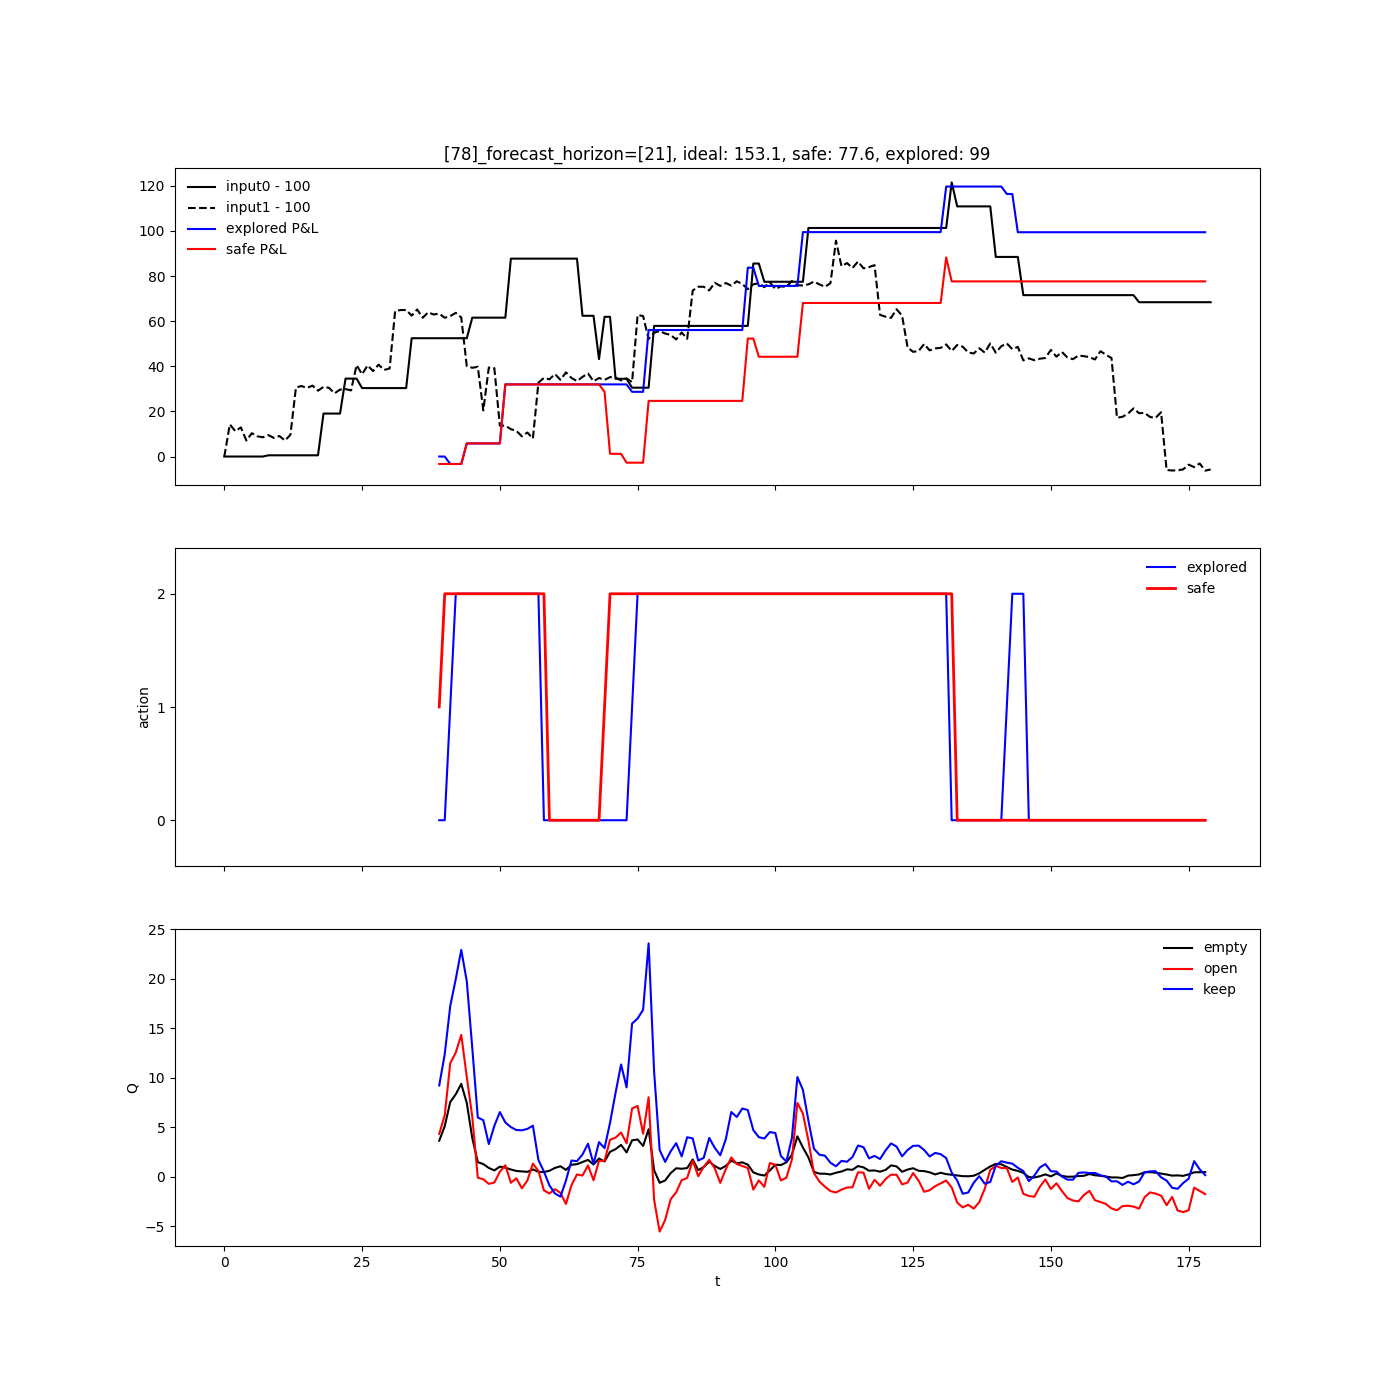 [78]_forecast_horizon=[21], ideal: 153.1, safe: 77.6, explored: 99
120
100
80
60
40
20
0
input0 - 100
input1 - 100
explored P&L
safe P&L
2
1
0
action
explored
safe
25
20
15
10
5
0
−5
Q
empty
open
keep
0 25 50 75 100 125 150 175
t